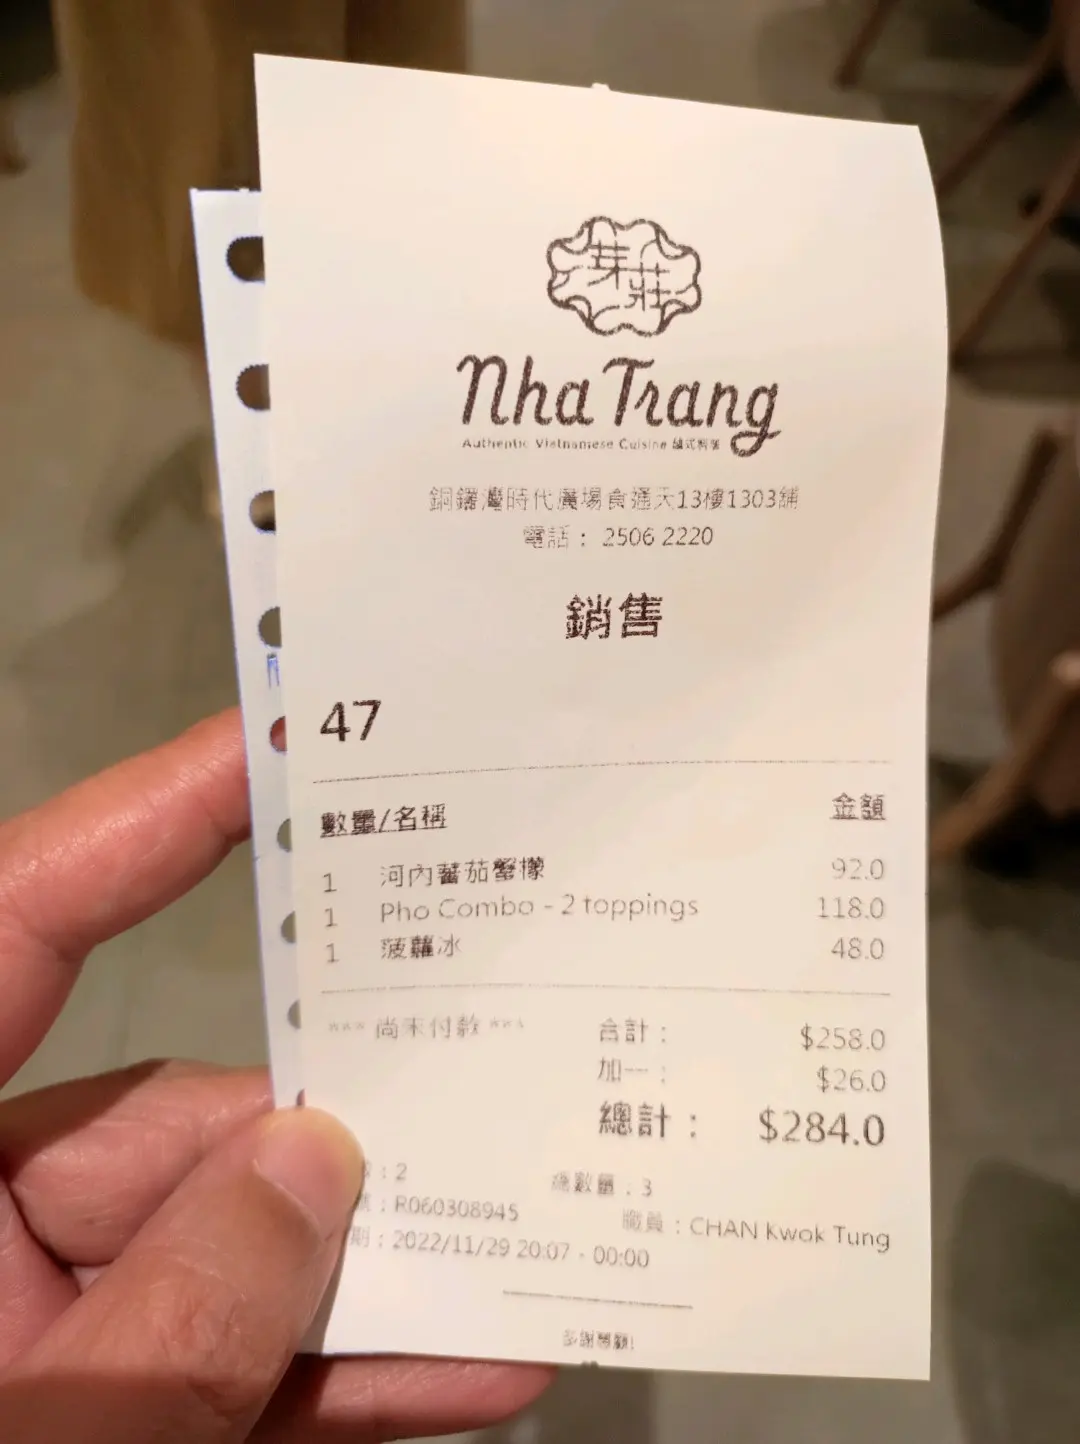 芽莊
Nha Trang
Authentic Vietnamese Cuisine 越式料理
銅鑼灣時代廣場食通天13樓1303舖
電話： 2506 2220
銷售
47
數量/名稱 金額
1 河內蕃茄蟹檬 92.0
1 Pho Combo - 2 toppings 118.0
1 菠蘿冰 48.0
*** 尚未付款 *** 合計： $258.0
加一： $26.0
總計： $284.0
：2 總數量：3
號：R060308945 職員：CHAN Kwok Tung
期：2022/11/29 20:07 - 00:00
多謝惠顧!